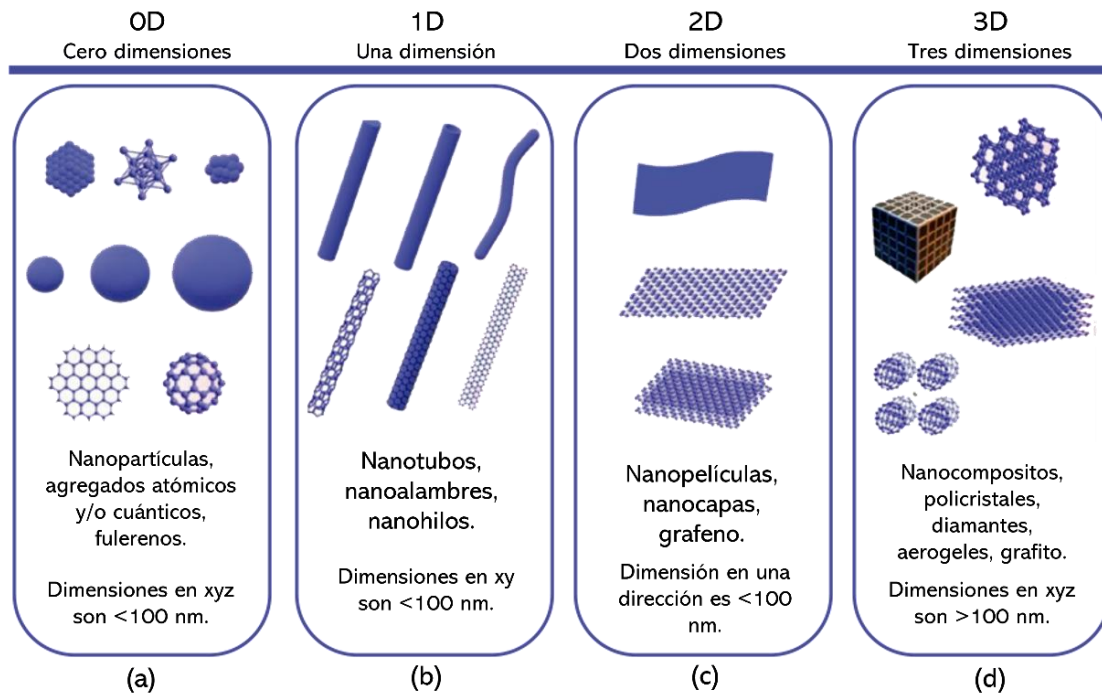 0D
Cero dimensiones
1D
Una dimensión
2D
Dos dimensiones
3D
Tres dimensiones
Nanopartículas,
agregados atómicos
y/o cuánticos,
fulerenos.
Dimensiones en xyz
son <100 nm.
(a)
Nanotubos,
nanoalambres,
nanohilos.
Dimensiones en xy
son <100 nm.
(b)
Nanopelículas,
nanocapas,
grafeno.
Dimensión en una
dirección es <100
nm.
(c)
Nanocompositos,
policristales,
diamantes,
aerogeles, grafito.
Dimensiones en xyz
son >100 nm.
(d)